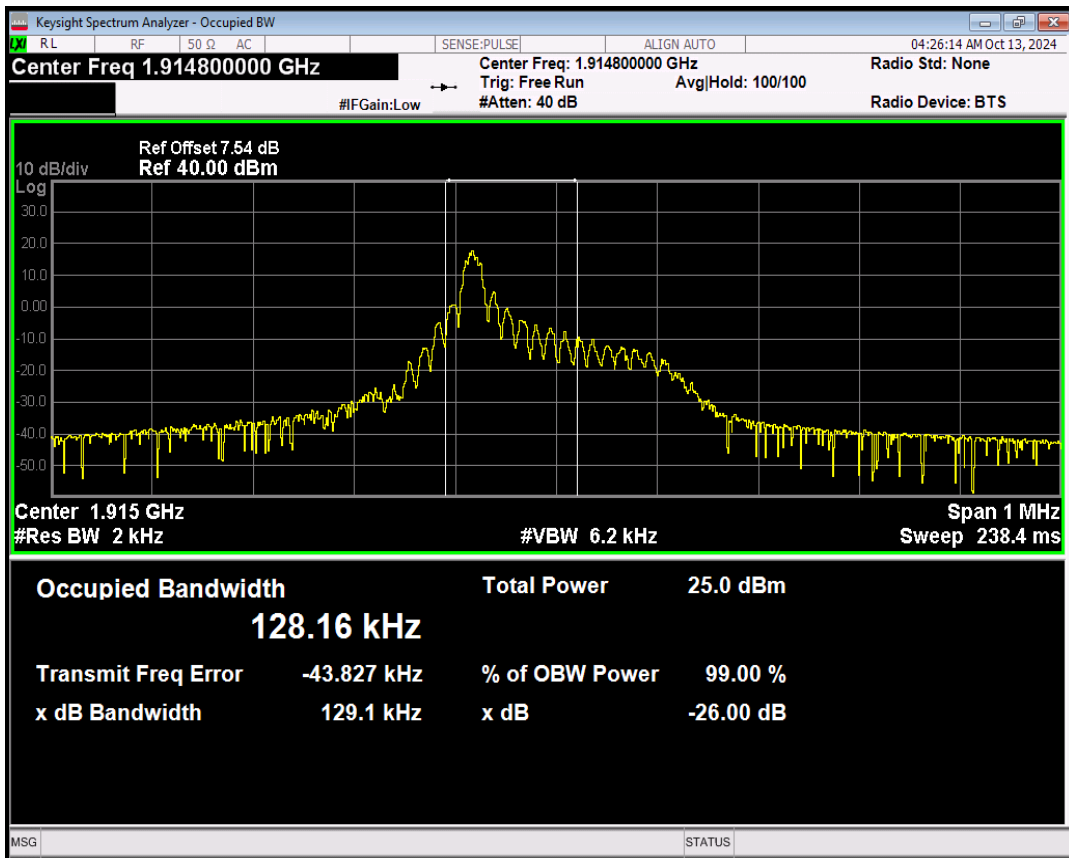 Keysight Spectrum Analyzer - Occupied BW
LXI RL RF 50 Ω AC SENSE:PULSE ALIGN AUTO 04:26:14 AM Oct 13, 2024
Center Freq 1.914800000 GHz Center Freq: 1.914800000 GHz Radio Std: None
Trig: Free Run Avg|Hold: 100/100
#IFGain:Low #Atten: 40 dB Radio Device: BTS
Ref Offset 7.54 dB
10 dB/div Ref 40.00 dBm
Log
30.0
20.0
10.0
0.00
-10.0
-20.0
-30.0
-40.0
-50.0
Center 1.915 GHz Span 1 MHz
#Res BW 2 kHz #VBW 6.2 kHz Sweep 238.4 ms
Occupied Bandwidth Total Power 25.0 dBm
128.16 kHz
Transmit Freq Error -43.827 kHz % of OBW Power 99.00 %
x dB Bandwidth 129.1 kHz x dB -26.00 dB
MSG STATUS